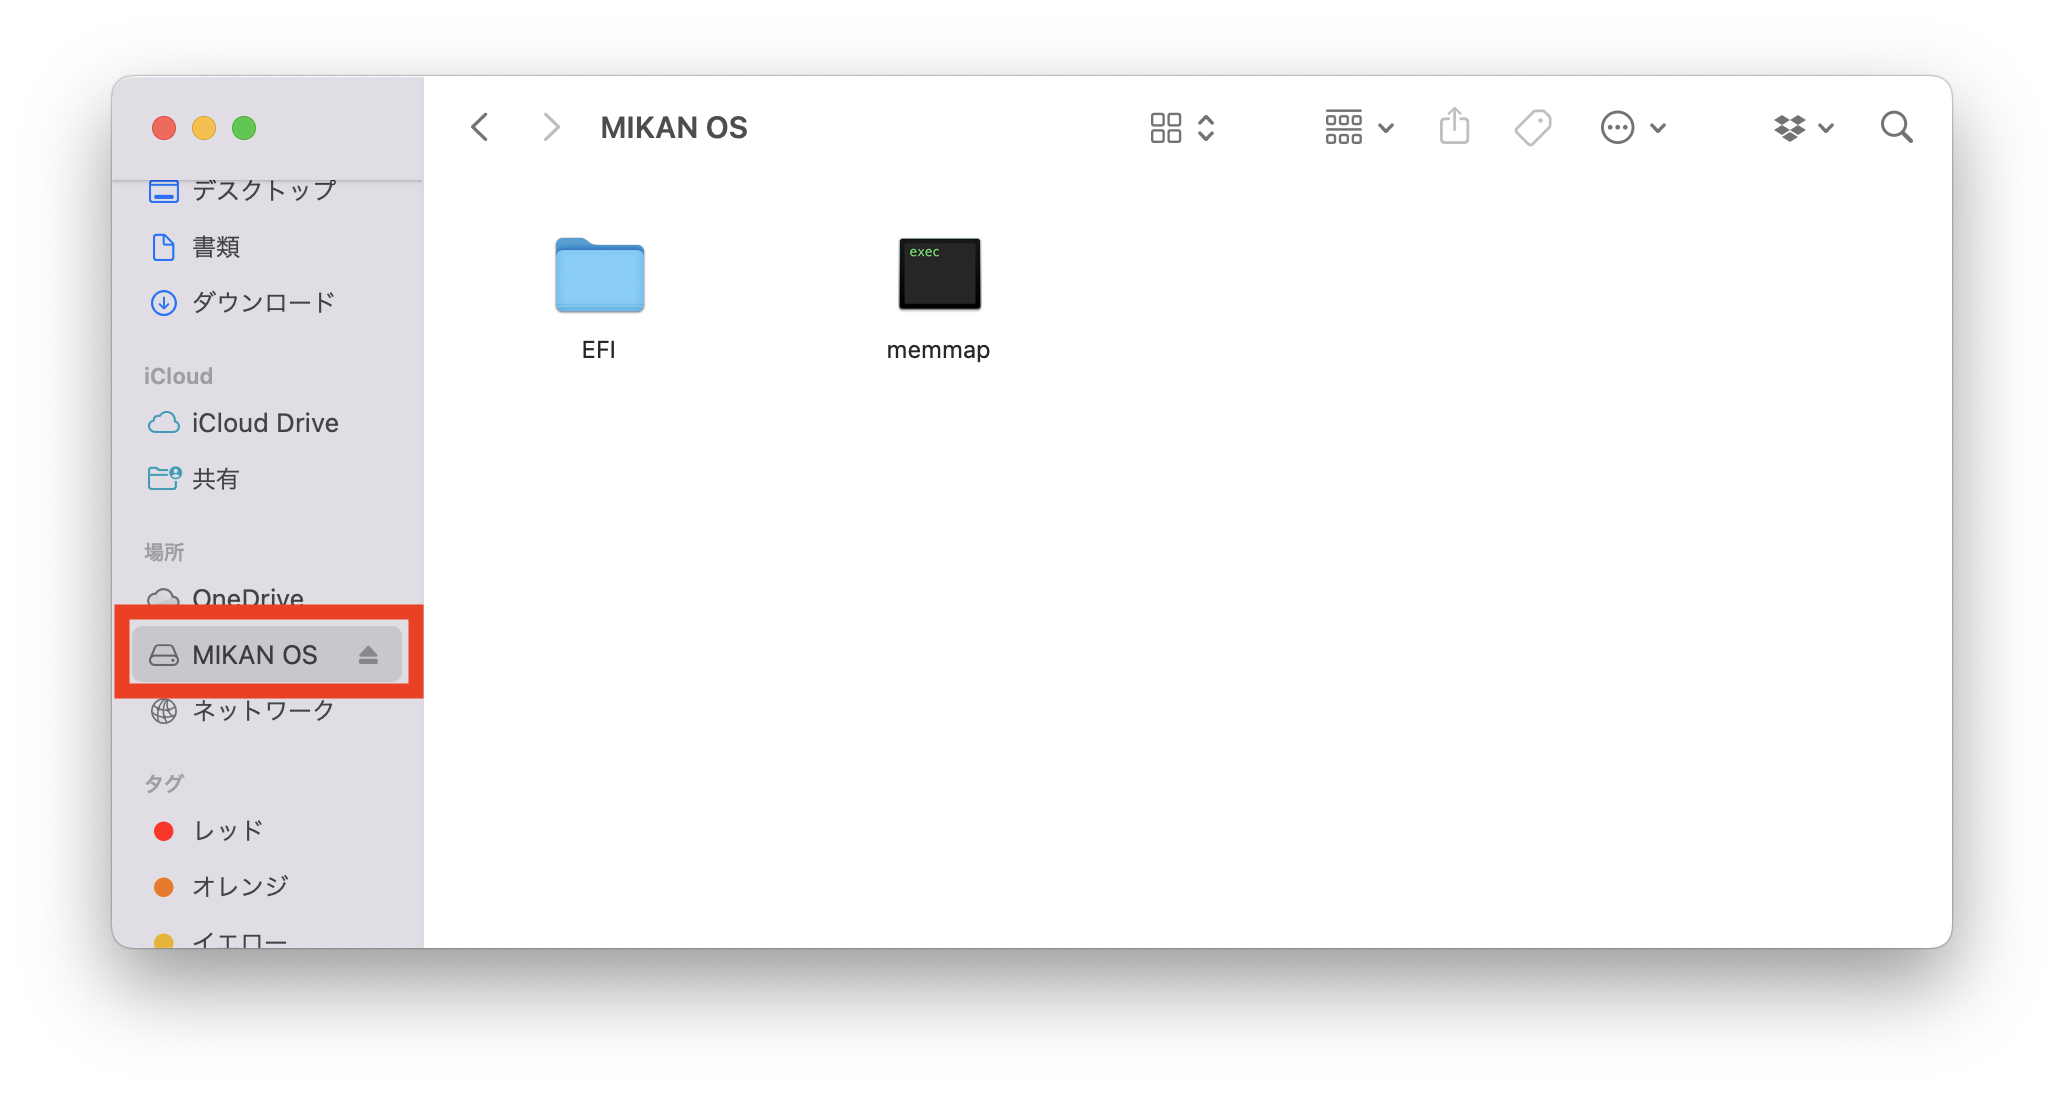 MIKAN OS
デスクトップ
書類
ダウンロード
iCloud
iCloud Drive
共有
場所
OneDrive
MIKAN OS
ネットワーク
タグ
レッド
オレンジ
イエロー
exec
EFI
memmap